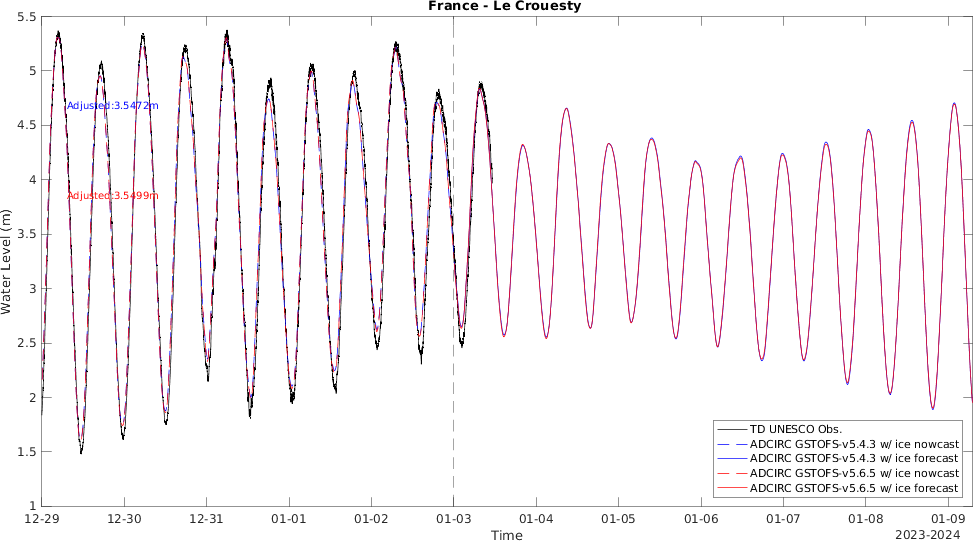 France - Le Crouesty
5.5
5
4.5
4
3.5
3
2.5
2
1.5
1
Water Level (m)
Adjusted:3.5472m
Adjusted:3.5499m
TD UNESCO Obs.
ADCIRC GSTOFS-v5.4.3 w/ ice nowcast
ADCIRC GSTOFS-v5.4.3 w/ ice forecast
ADCIRC GSTOFS-v5.6.5 w/ ice nowcast
ADCIRC GSTOFS-v5.6.5 w/ ice forecast
12-29 12-30 12-31 01-01 01-02 01-03 01-04 01-05 01-06 01-07 01-08 01-09
Time
2023-2024